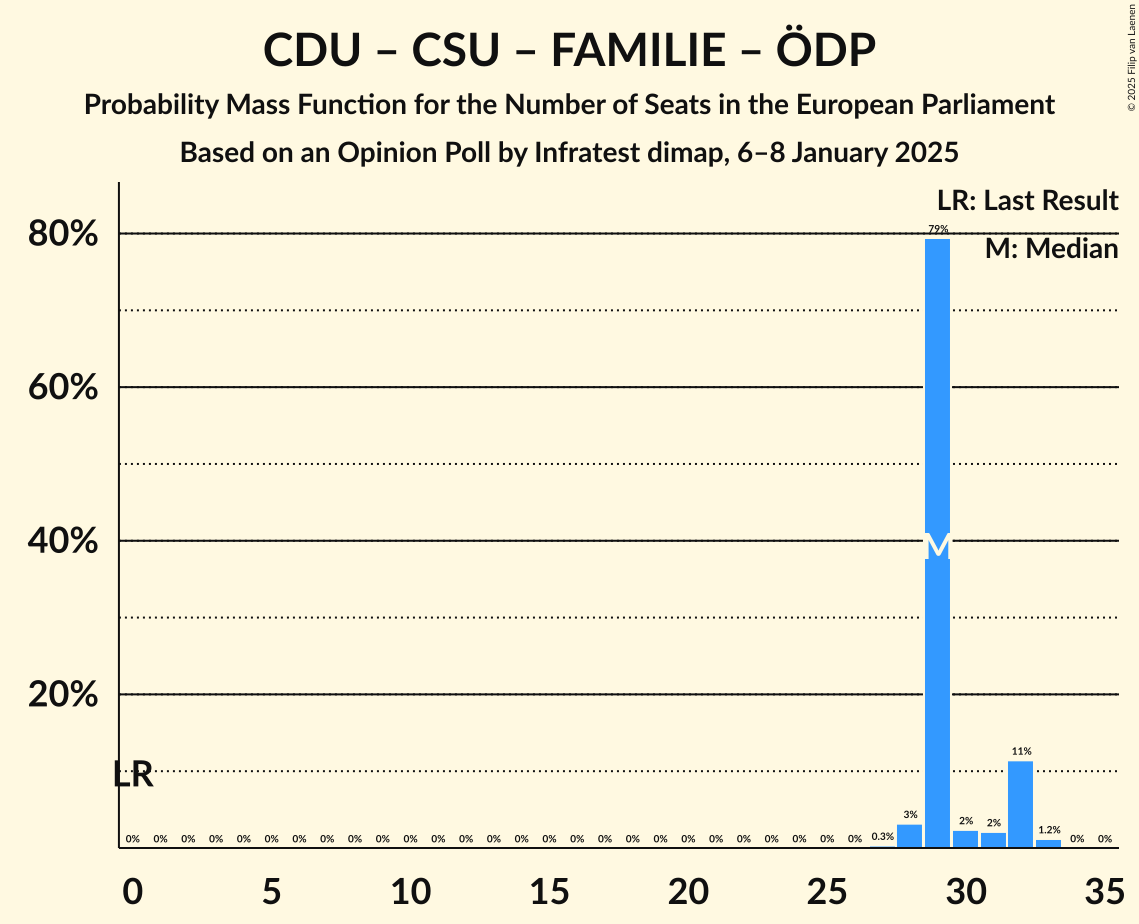 CDU – CSU – FAMILIE – ÖDP
Probability Mass Function for the Number of Seats in the European Parliament
Based on an Opinion Poll by Infratest dimap, 6–8 January 2025
© 2025 Filip van Laenen
LR: Last Result
M: Median
80%
60%
40%
20%
79%
M
LR
0% 0% 0% 0% 0% 0% 0% 0% 0% 0% 0% 0% 0% 0% 0% 0% 0% 0% 0% 0% 0% 0% 0% 0% 0% 0% 0% 0.3% 3% 2% 2% 11% 1.2% 0% 0%
0 5 10 15 20 25 30 35